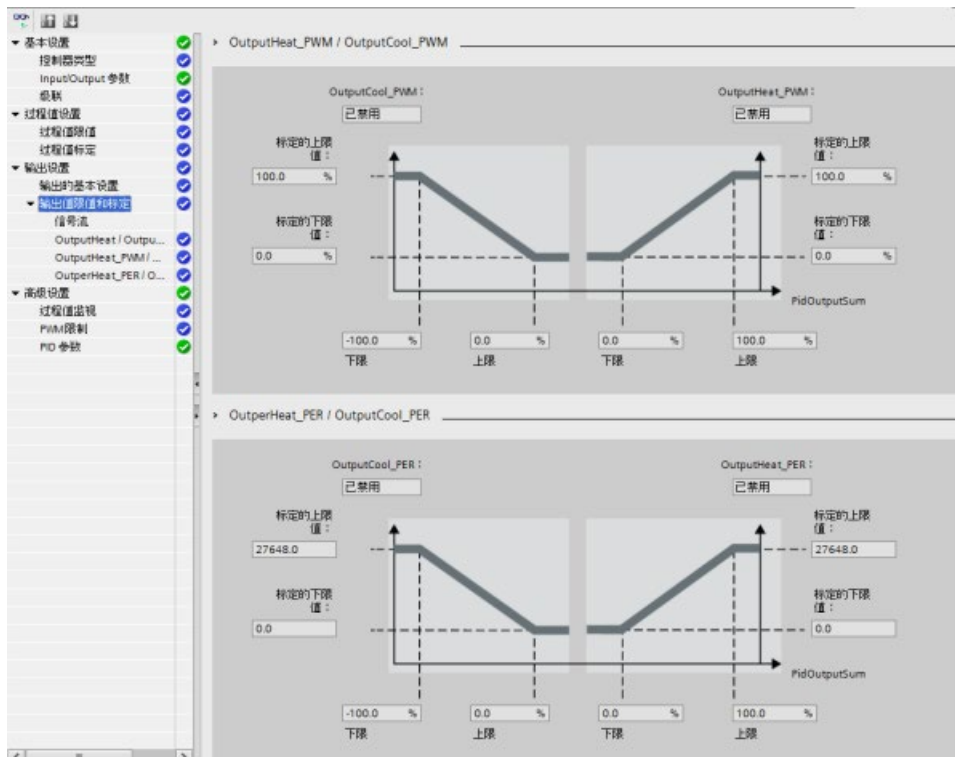 基本设置
控制器类型
Input/Output 参数
级联
过程值设置
过程值限值
过程值标定
输出设置
输出的基本设置
输出值限值和标定
信号流
OutputHeat / Outpu...
OutputHeat_PWM / ...
OutperHeat_PER / O...
高级设置
过程值监视
PWM限制
PID 参数
OutputHeat_PWM / OutputCool_PWM
OutputCool_PWM：
已禁用
OutputHeat_PWM：
已禁用
标定的上限
值：
100.0 %
标定的上限
值：
100.0 %
标定的下限
值：
0.0 %
标定的下限
值：
0.0 %
PidOutputSum
-100.0 %
0.0 %
0.0 %
100.0 %
下限
上限
下限
上限
OutperHeat_PER / OutputCool_PER
OutputCool_PER：
已禁用
OutputHeat_PER：
已禁用
标定的上限
值：
27648.0
标定的上限
值：
27648.0
标定的下限
值：
0.0
标定的下限
值：
0.0
PidOutputSum
-100.0 %
0.0 %
0.0 %
100.0 %
下限
上限
下限
上限